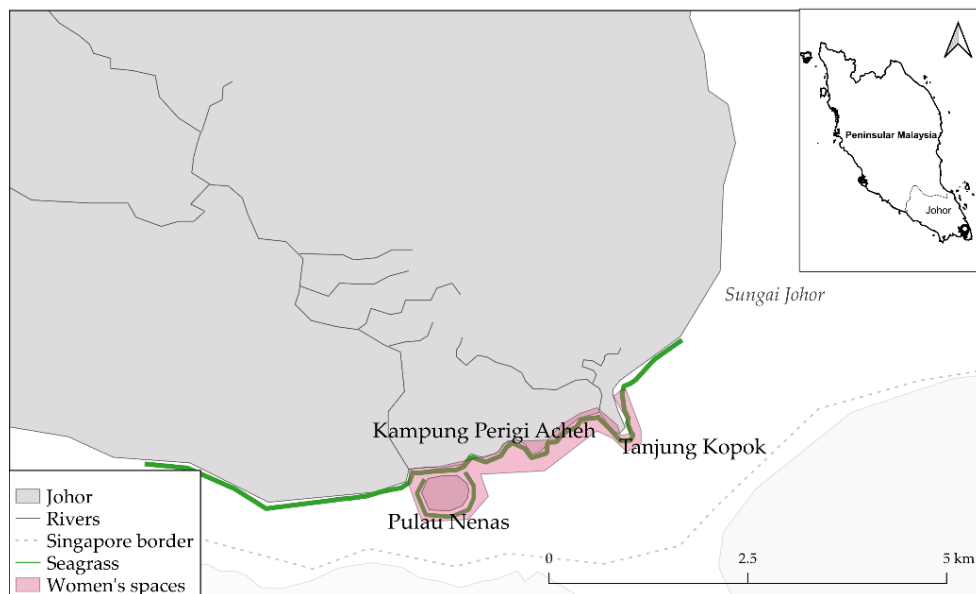 Peninsular Malaysia
Johor
Sungai Johor
Kampung Perigi Acheh
Tanjung Kopok
Pulau Nenas
Johor
Rivers
Singapore border
Seagrass
Women's spaces
0 2.5 5 km